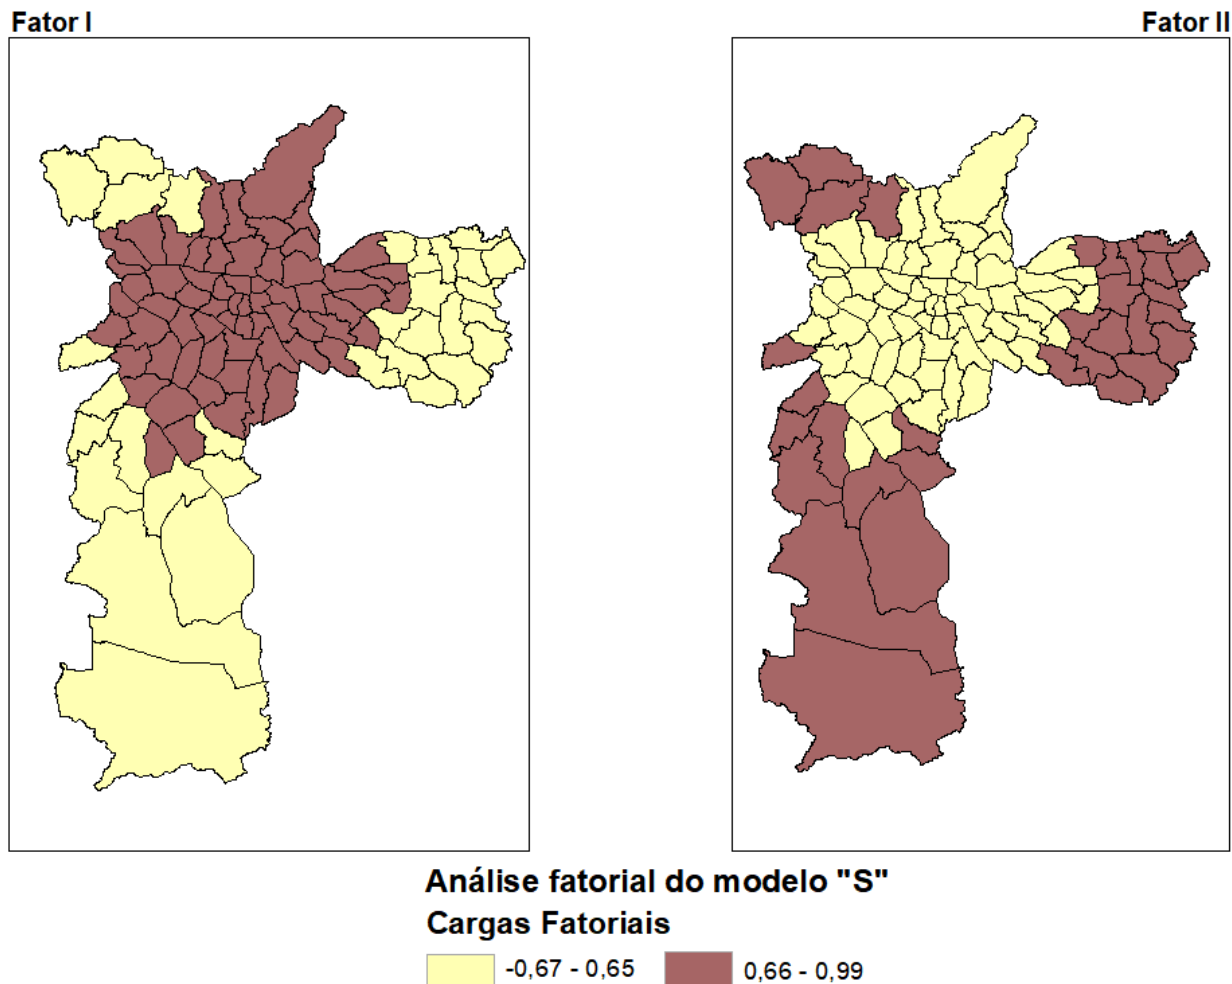 Fator I
Fator II
Análise fatorial do modelo "S"
Cargas Fatoriais
-0,67 - 0,65
0,66 - 0,99